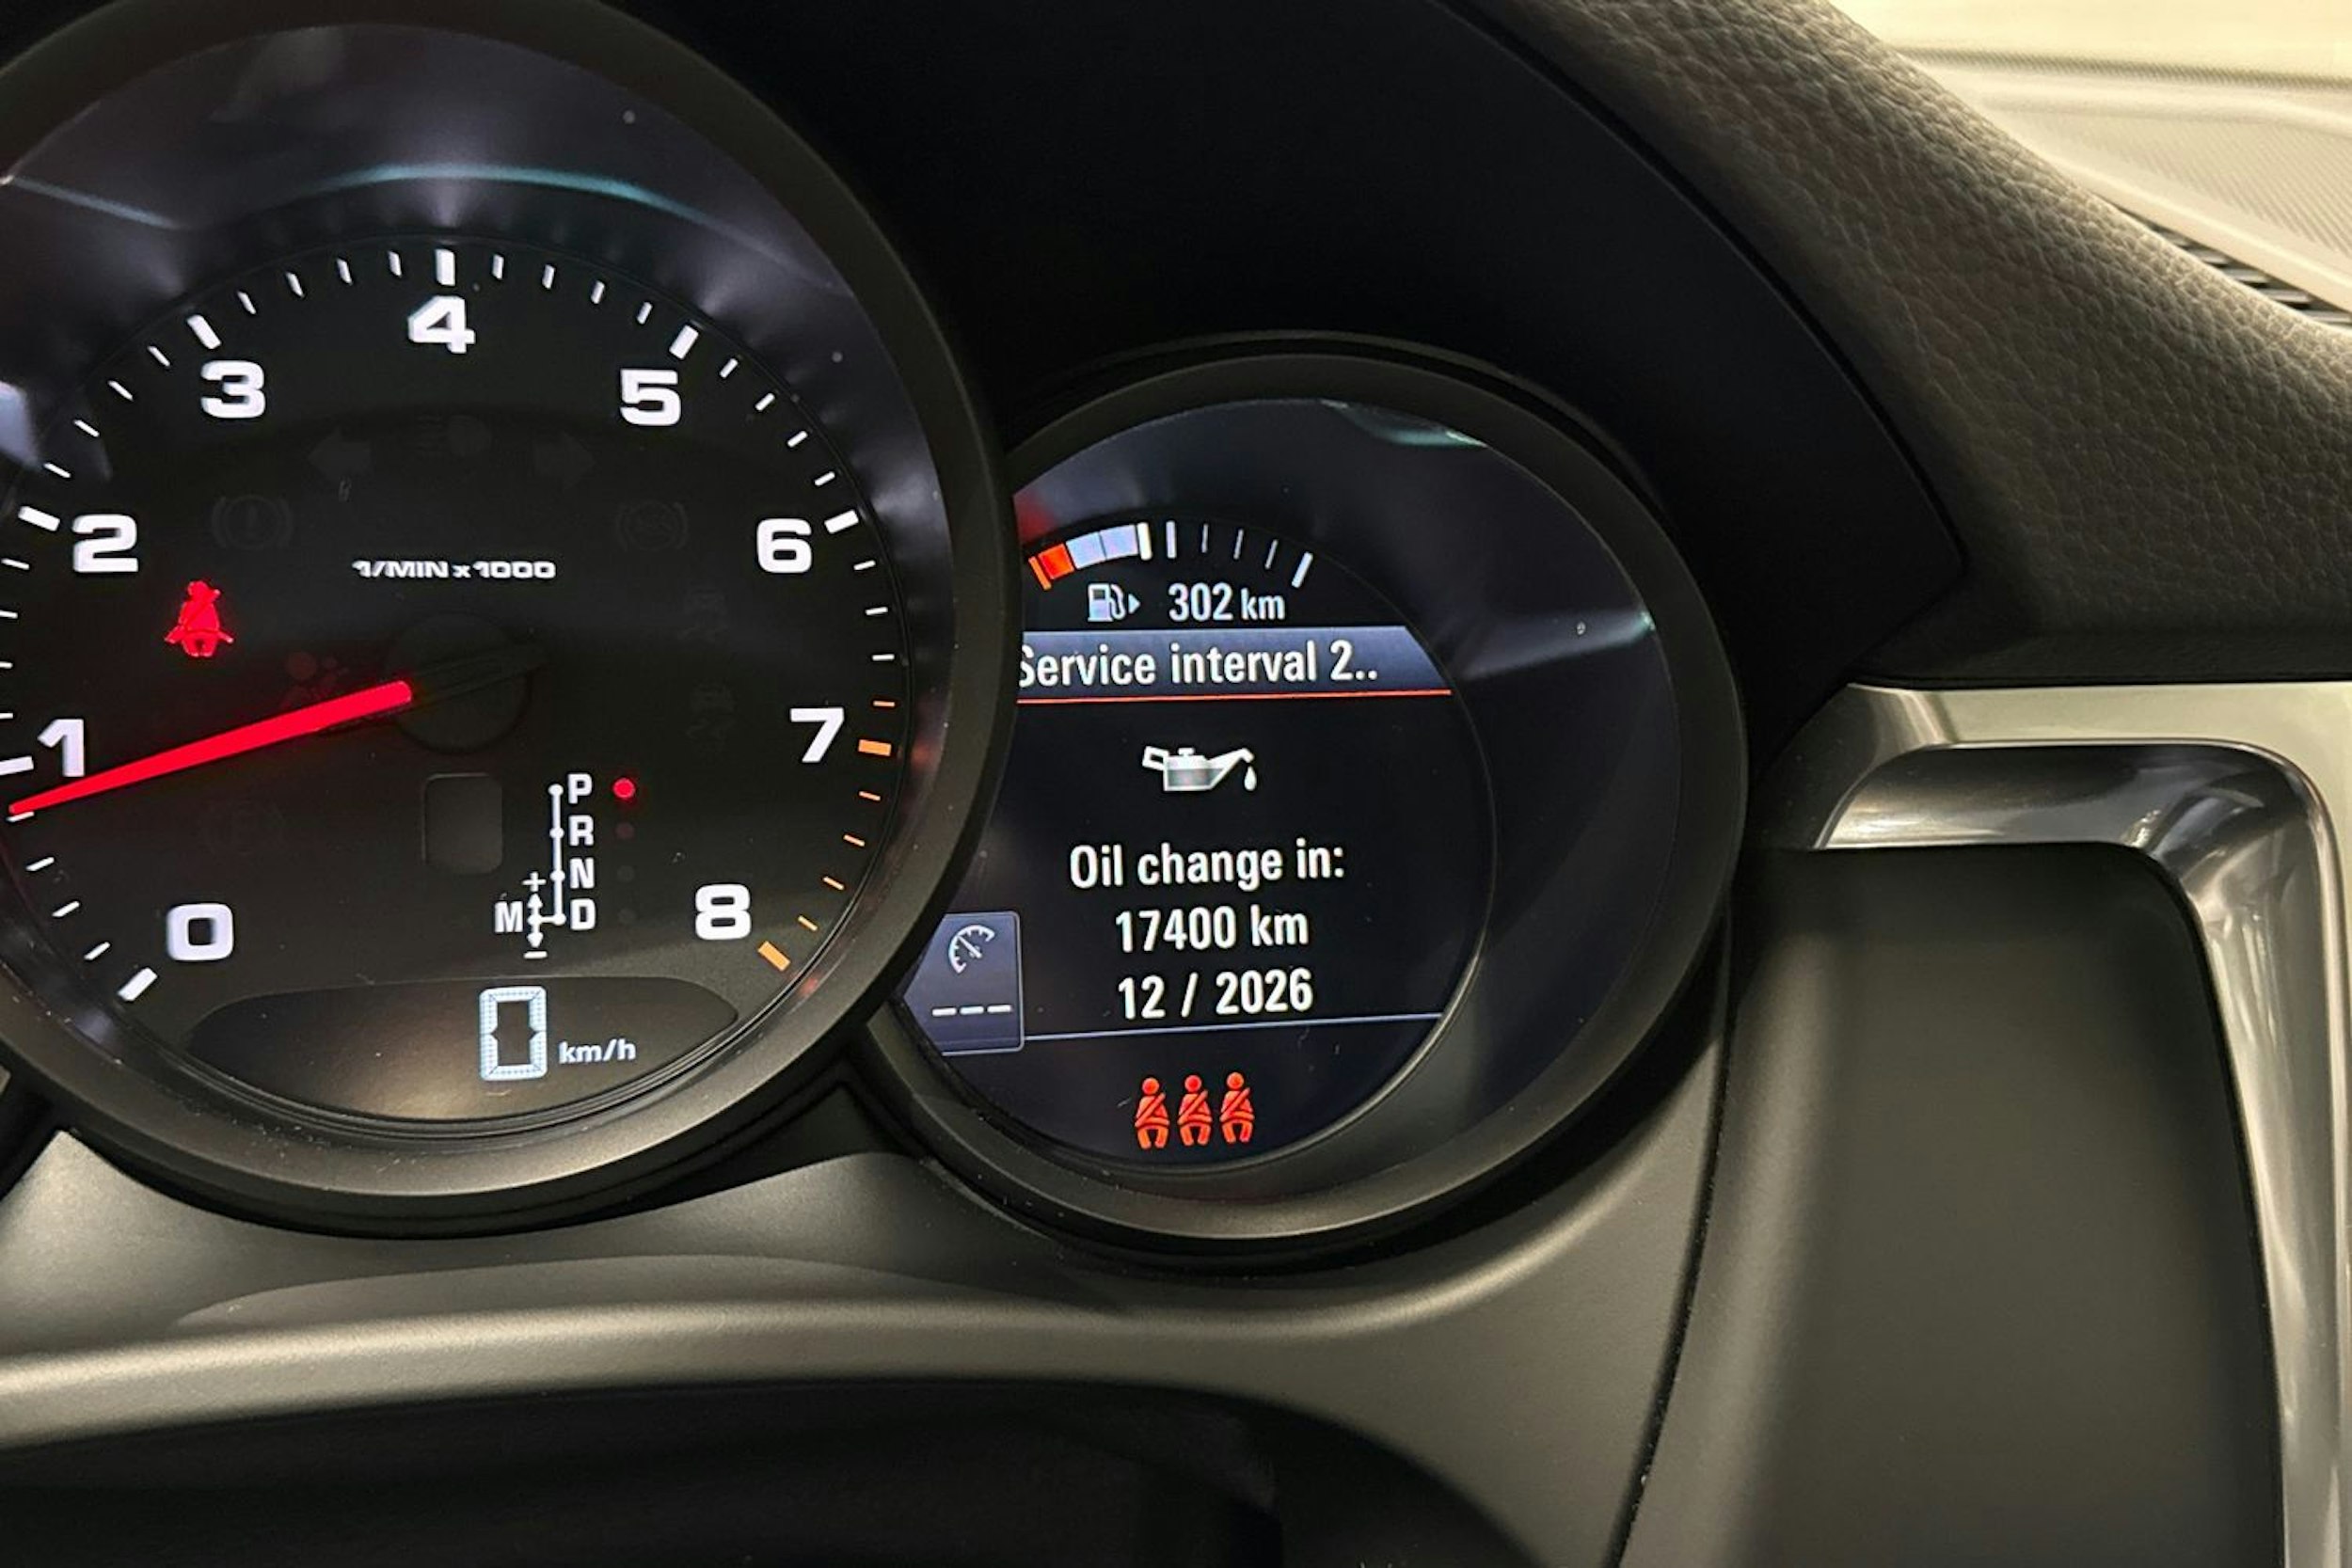 4
3
5
2
6
1/MIN x 1000
1
7
P
R
N
M D
0
8
0 km/h
302 km
Service interval 2..
Oil change in:
17400 km
12 / 2026
---